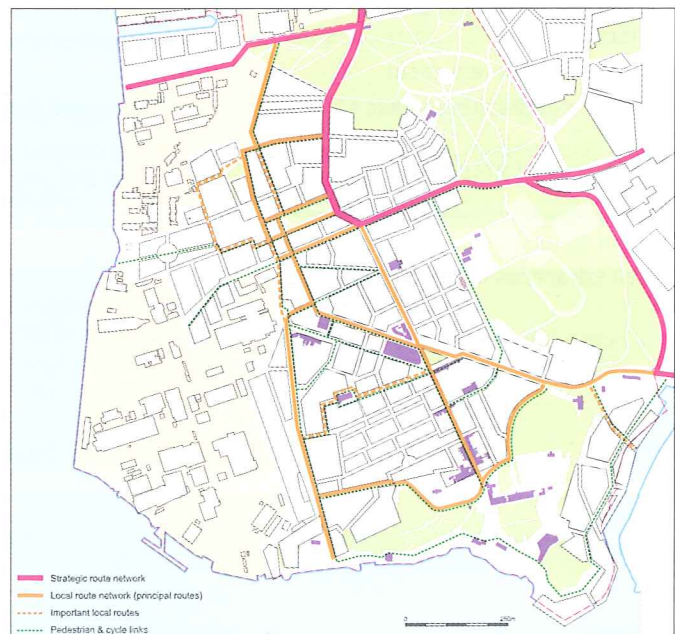 Strategic route network
Local route network (principal routes)
Important local routes
Pedestrian & cycle links
0
250m